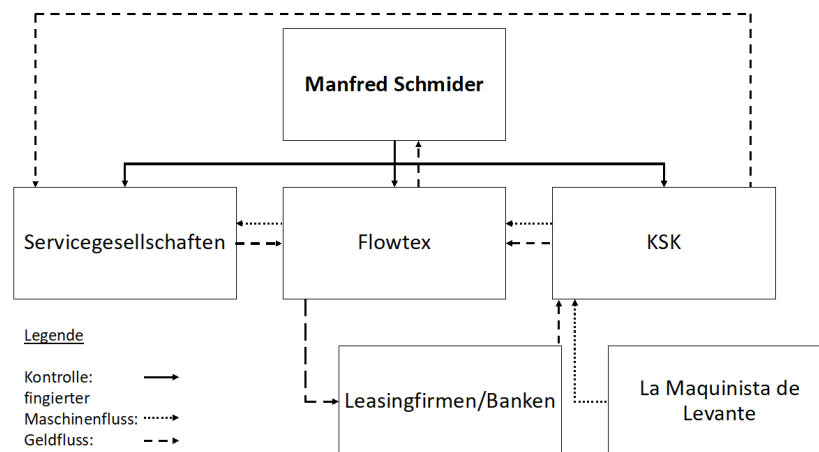 Manfred Schmider
Servicegesellschaften
Flowtex
KSK
Legende
Kontrolle:
fingierter
Maschinenfluss:
Geldfluss:
Leasingfirmen/Banken
La Maquinista de
Levante